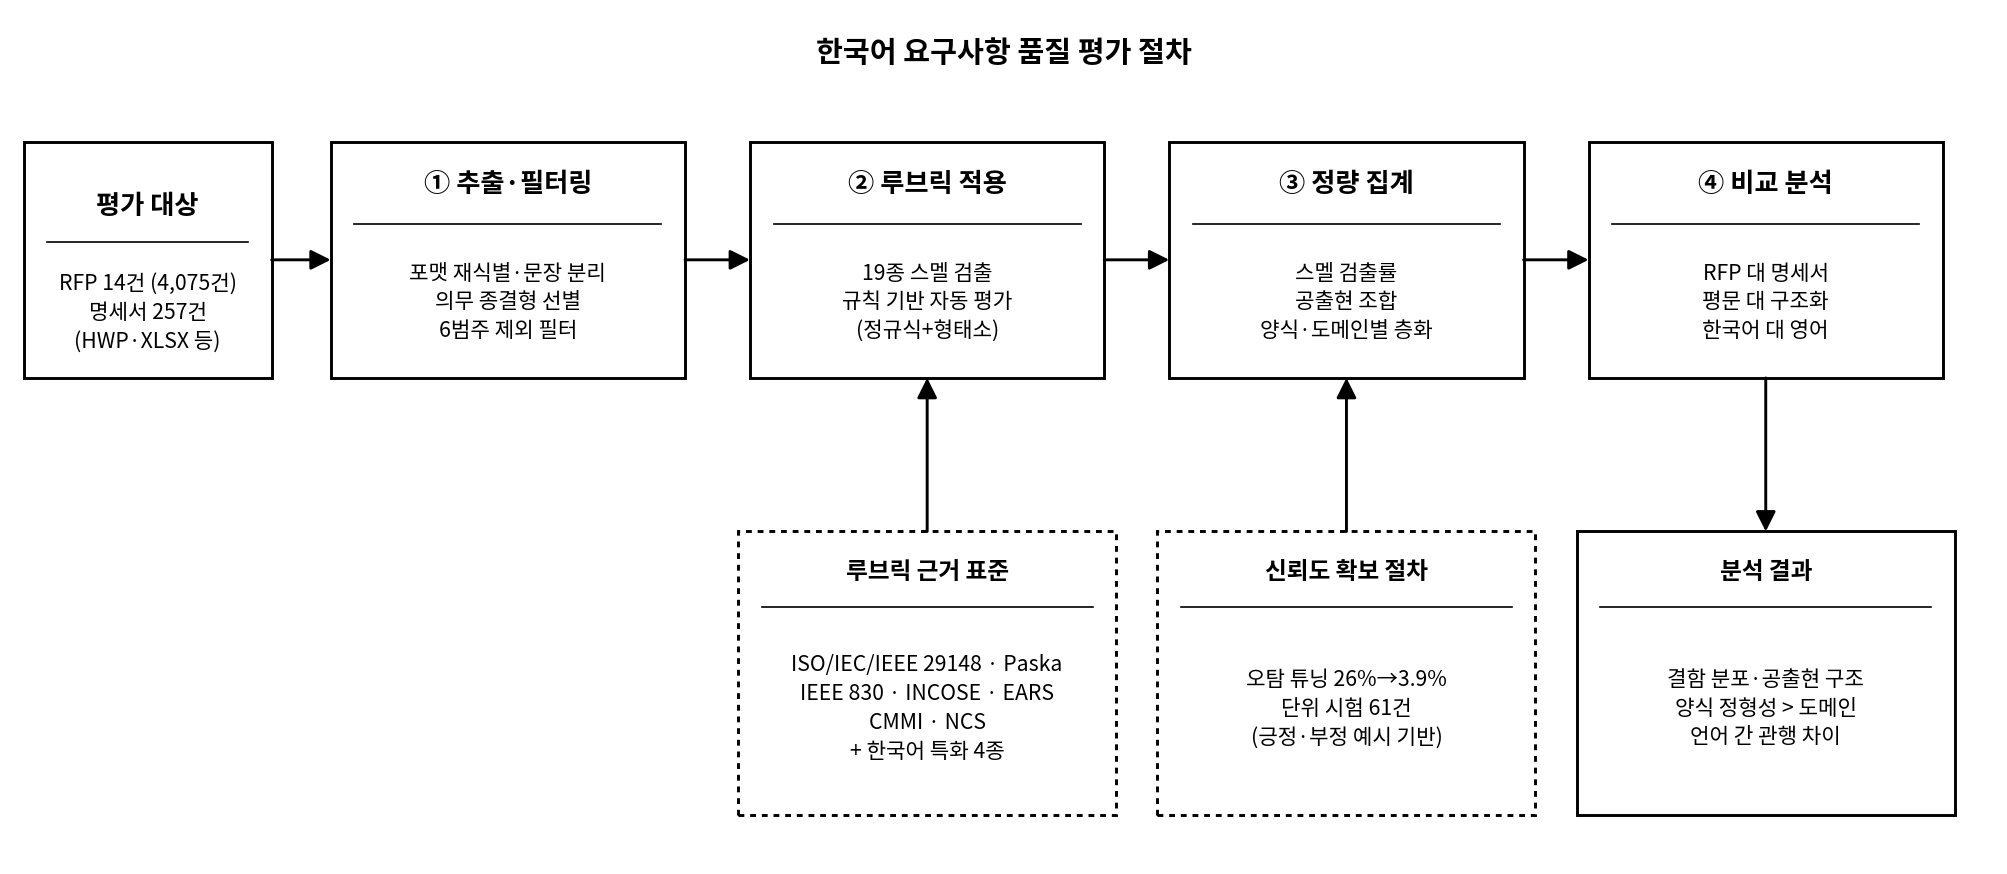 한국어 요구사항 품질 평가 절차
평가 대상
RFP 14건 (4,075건)
명세서 257건
(HWP·XLSX 등)
① 추출·필터링
포맷 재식별·문장 분리
의무 종결형 선별
6범주 제외 필터
② 루브릭 적용
19종 스멜 검출
규칙 기반 자동 평가
(정규식+형태소)
③ 정량 집계
스멜 검출률
공출현 조합
양식·도메인별 층화
④ 비교 분석
RFP 대 명세서
평문 대 구조화
한국어 대 영어
루브릭 근거 표준
ISO/IEC/IEEE 29148 · Paska
IEEE 830 · INCOSE · EARS
CMMI · NCS
+ 한국어 특화 4종
신뢰도 확보 절차
오탐 튜닝 26%→3.9%
단위 시험 61건
(긍정·부정 예시 기반)
분석 결과
결함 분포·공출현 구조
양식 정형성 > 도메인
언어 간 관행 차이